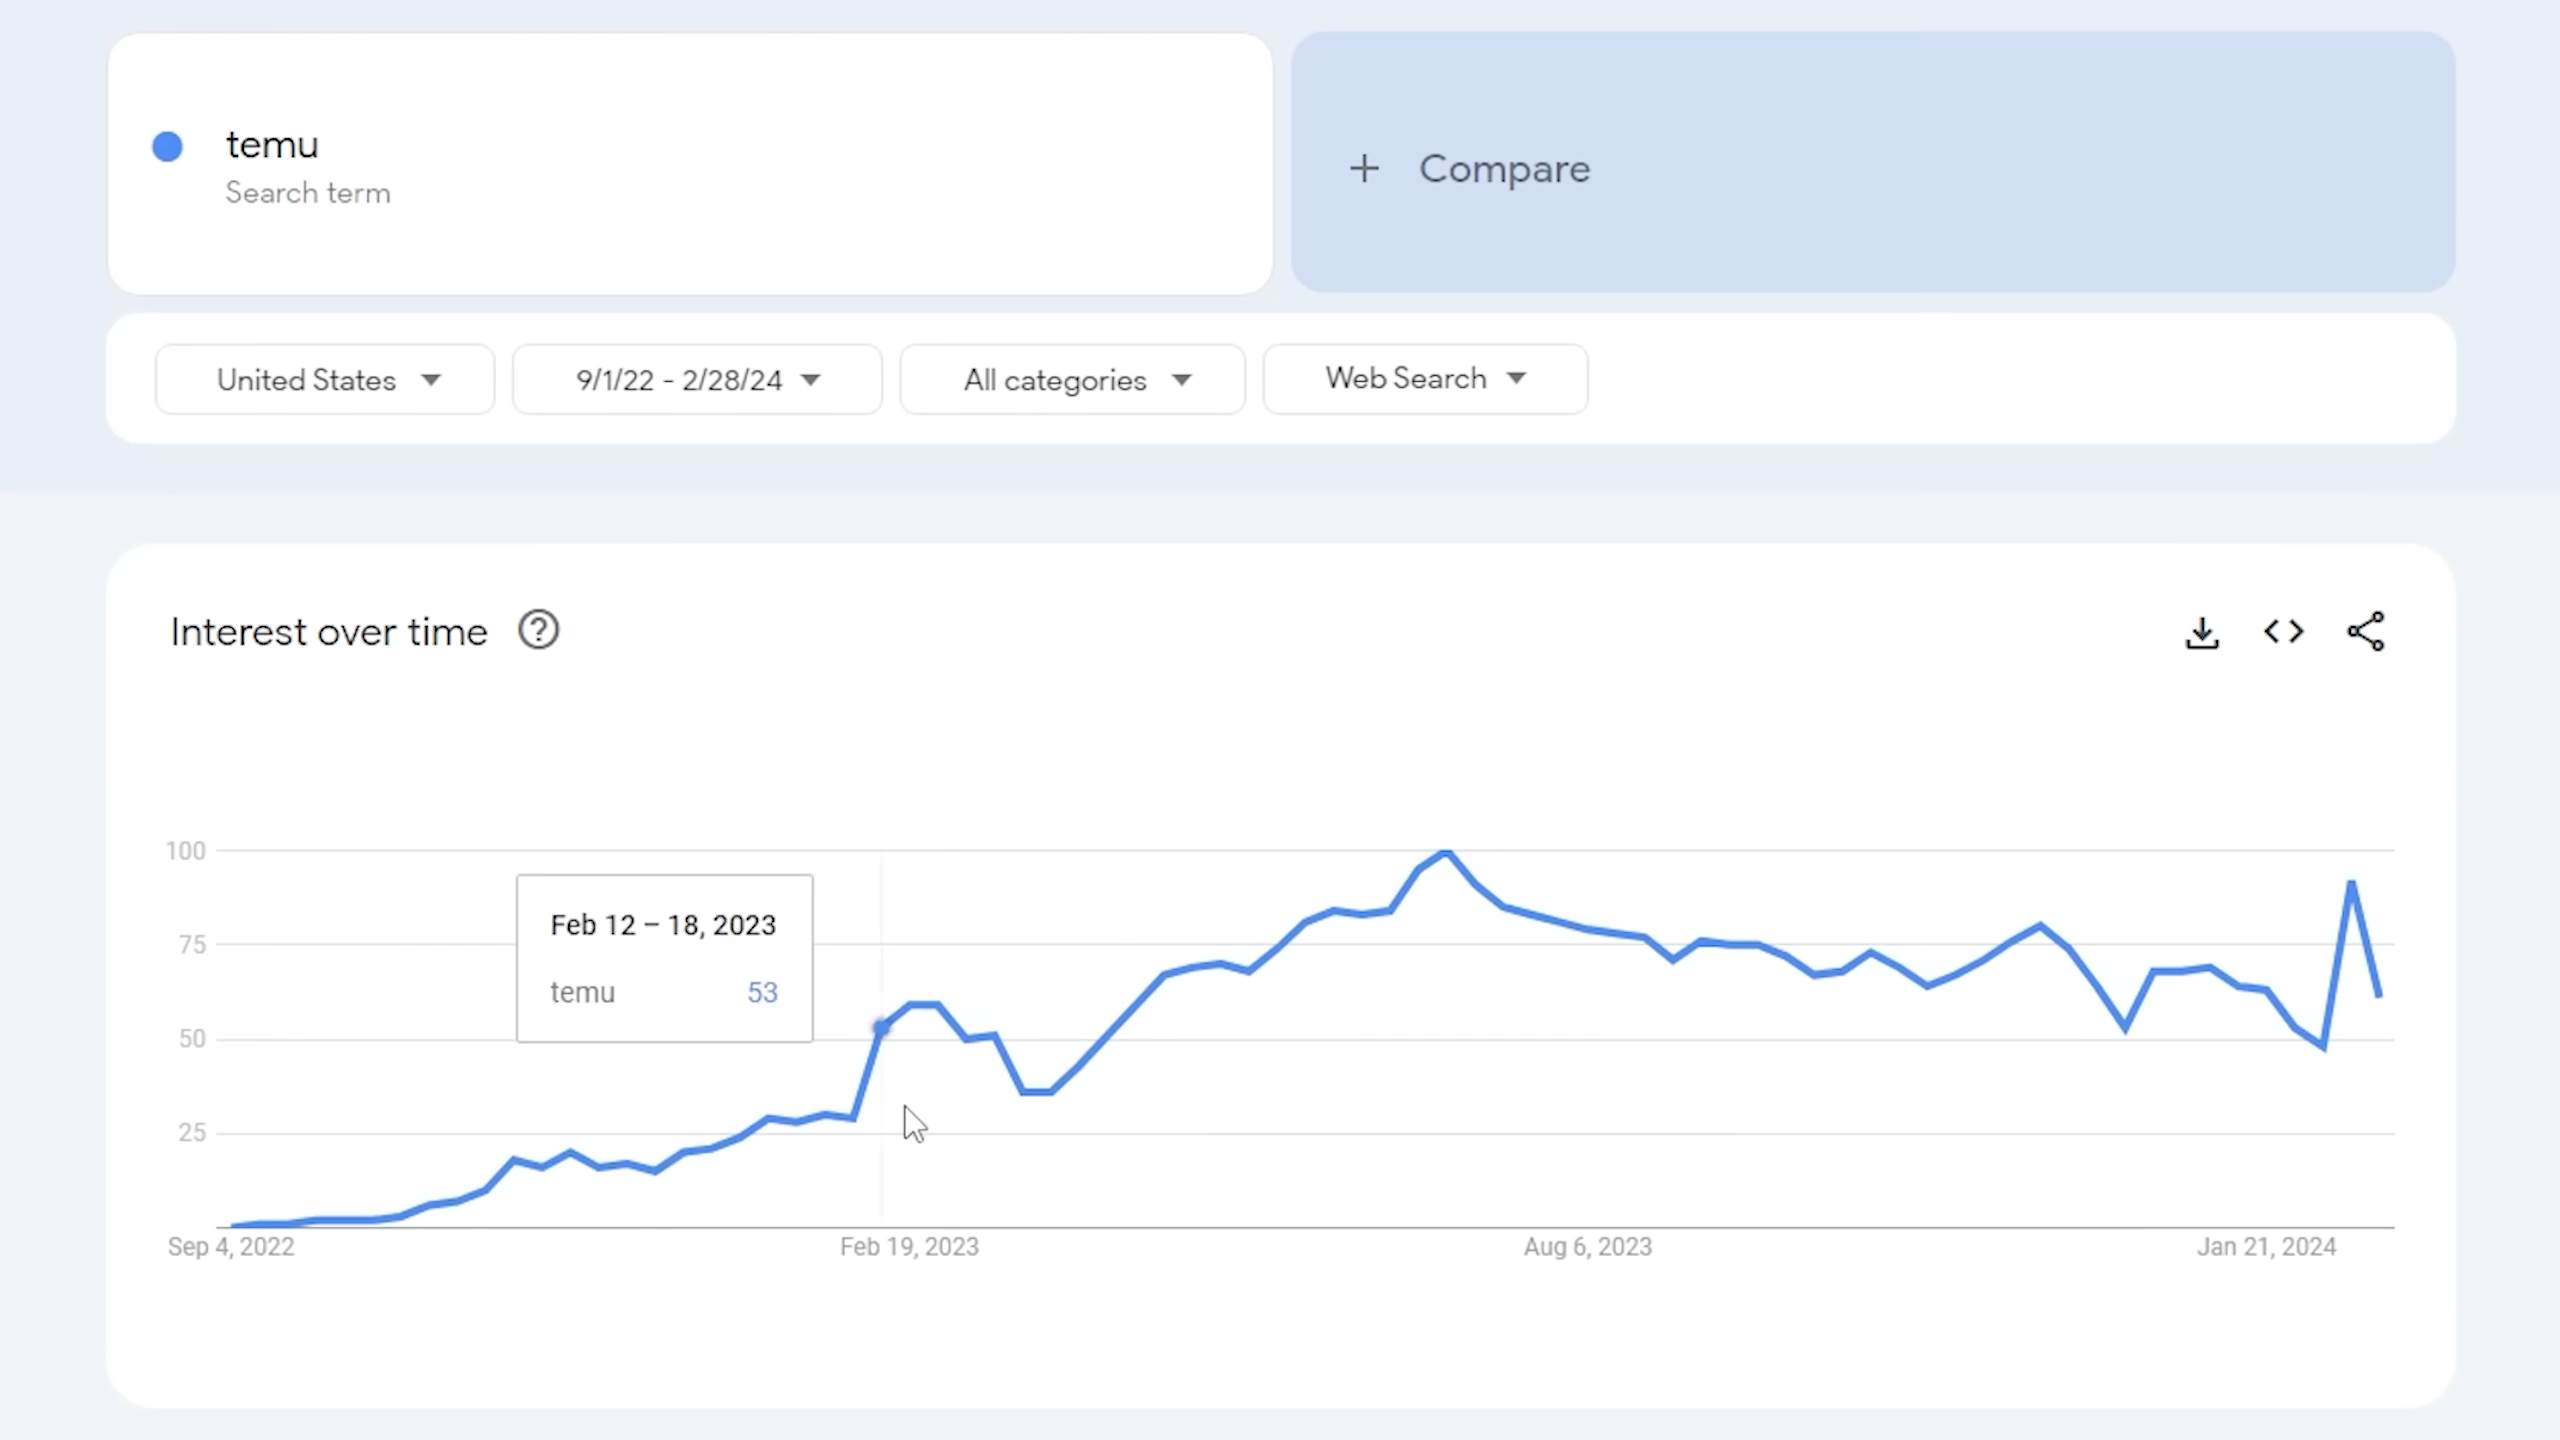 temu
Search term
+ Compare
United States
9/1/22 - 2/28/24
All categories
Web Search
Interest over time
100
75
50
25
Feb 12 – 18, 2023
temu 53
Sep 4, 2022
Feb 19, 2023
Aug 6, 2023
Jan 21, 2024